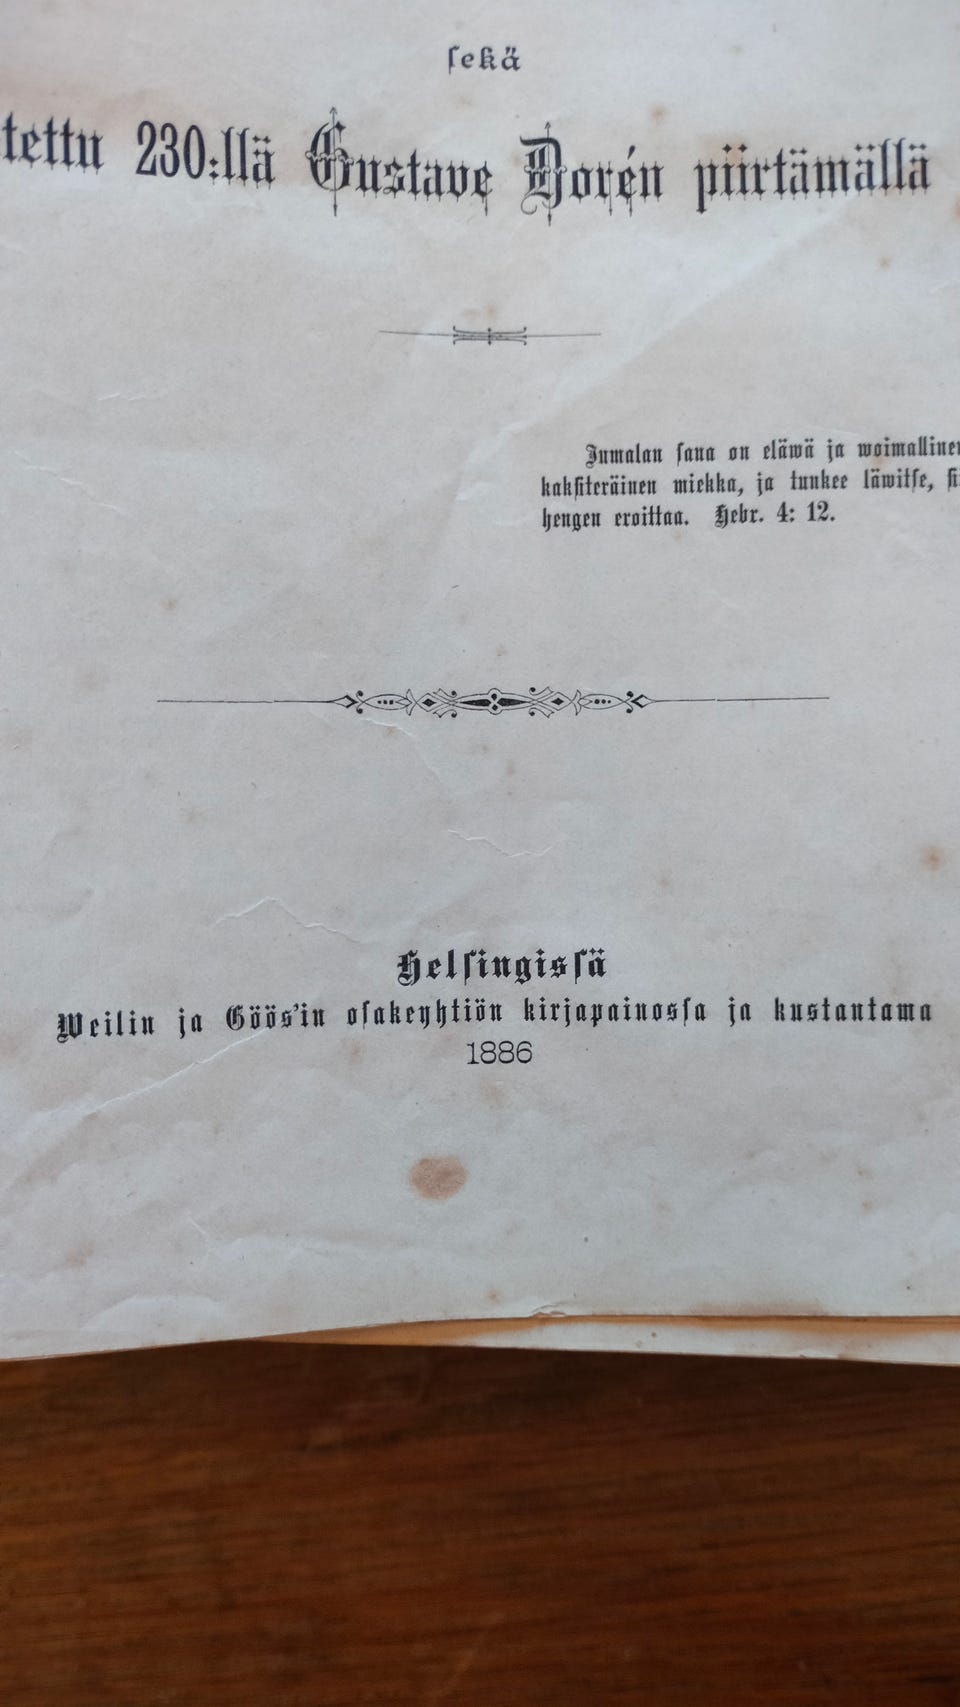 sekä
tettu 230:llä Gustave Dorén piirtämällä
Jumalan sana on eläwä ja woimallinen
kaksiteräinen miekka, ja tunkee läwitse, si
hengen eroittaa. Hebr. 4: 12.
Helsingissä
Weilin ja Göös'in osakeyhtiön kirjapainossa ja kustantama
1886